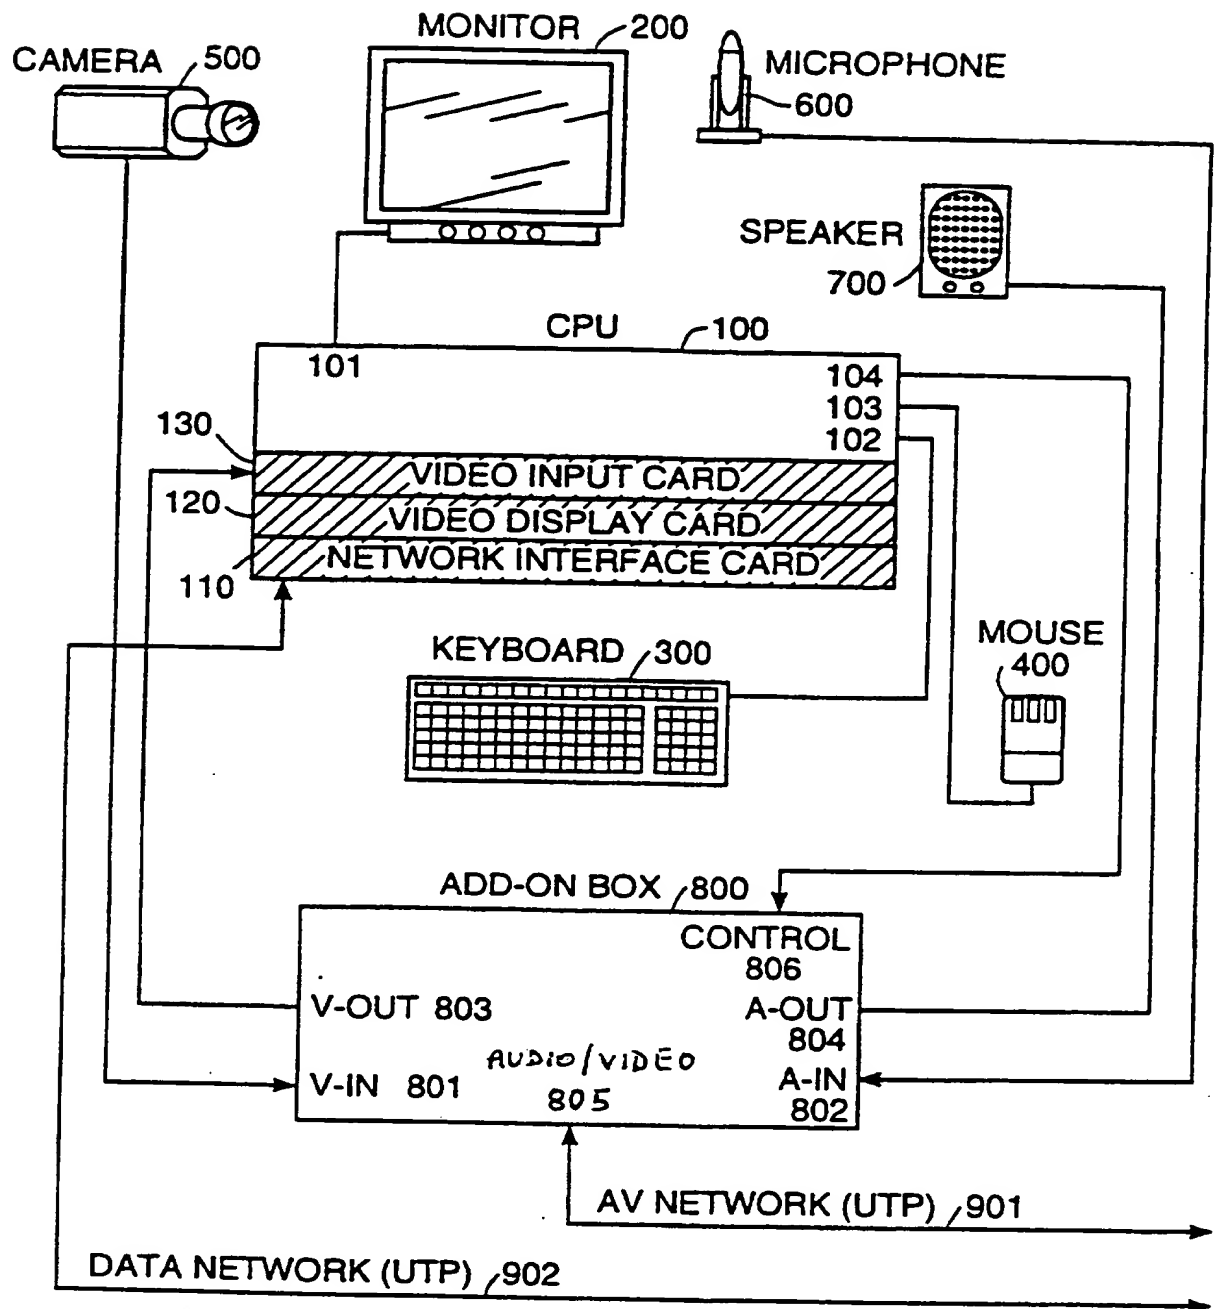 MONITOR 200
CAMERA 500
MICROPHONE
600
SPEAKER
700
CPU 100
101
104
103
102
130
VIDEO INPUT CARD
120
VIDEO DISPLAY CARD
110
NETWORK INTERFACE CARD
KEYBOARD 300
MOUSE
400
ADD-ON BOX 800
CONTROL
806
V-OUT 803
A-OUT
804
AUDIO/VIDEO
805
V-IN 801
A-IN
802
AV NETWORK (UTP) 901
DATA NETWORK (UTP) 902